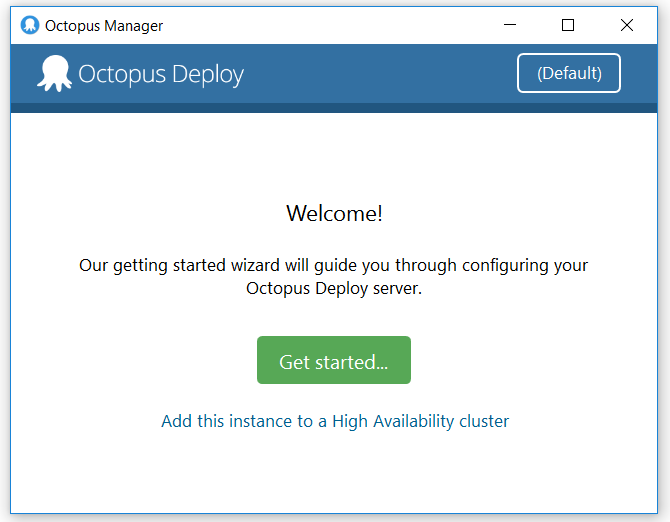 Octopus Manager
Octopus Deploy
(Default)
Welcome!
Our getting started wizard will guide you through configuring your
Octopus Deploy server.
Get started...
Add this instance to a High Availability cluster